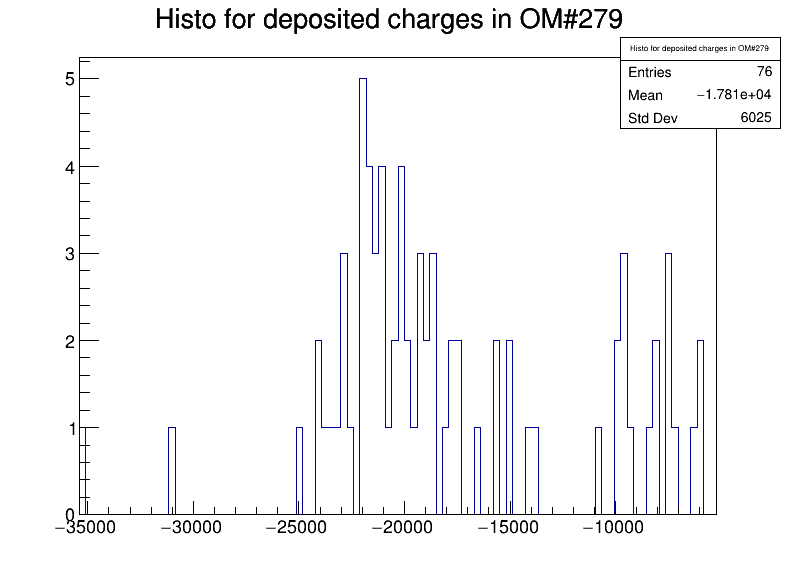 Histo for deposited charges in OM#279
Histo for deposited charges in OM#279
Entries 76
Mean −1.781e+04
Std Dev 6025
5
4
3
2
1
0
−35000 −30000 −25000 −20000 −15000 −10000